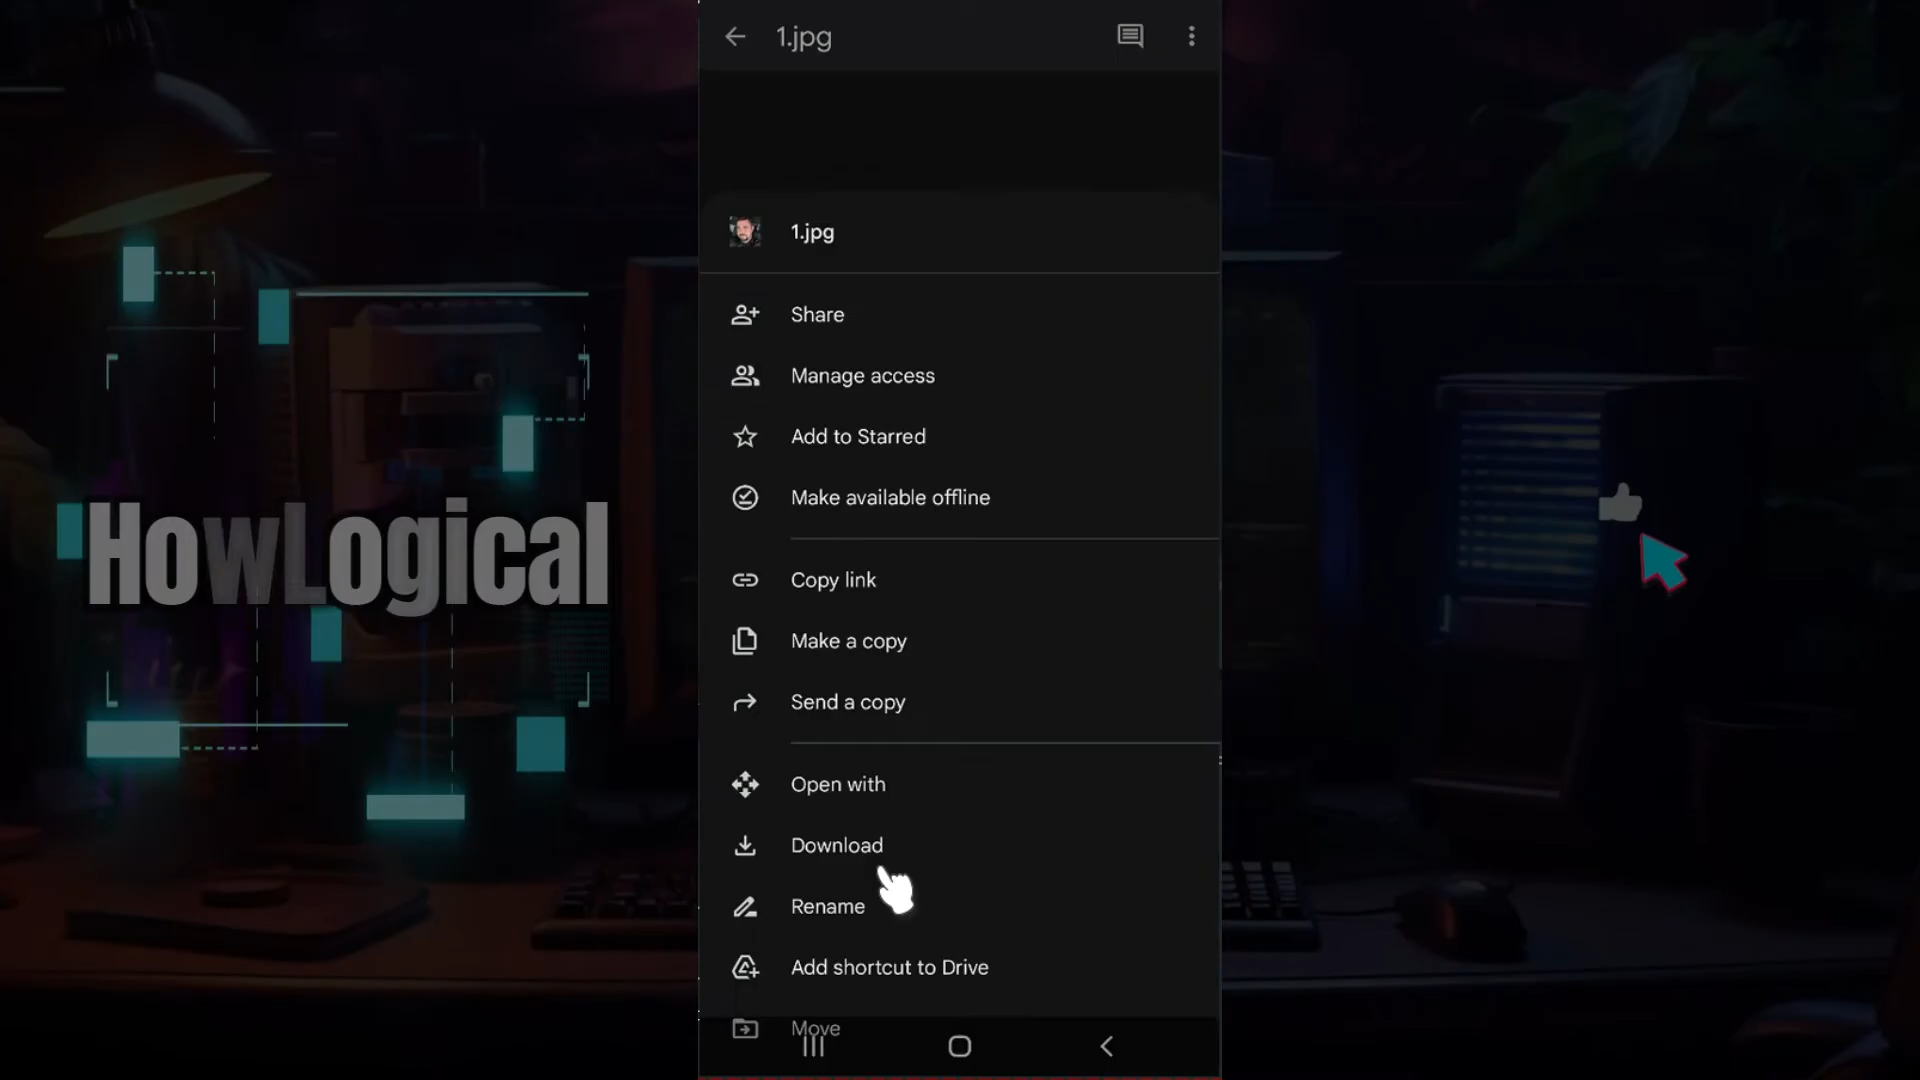 1.jpg
1.jpg
Share
Manage access
Add to Starred
Make available offline
Copy link
Make a copy
Send a copy
Open with
Download
Rename
Add shortcut to Drive
Move
HowLogical